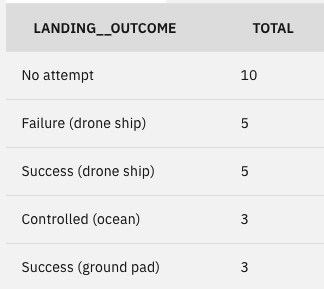 LANDING__OUTCOME TOTAL
No attempt 10
Failure (drone ship) 5
Success (drone ship) 5
Controlled (ocean) 3
Success (ground pad) 3